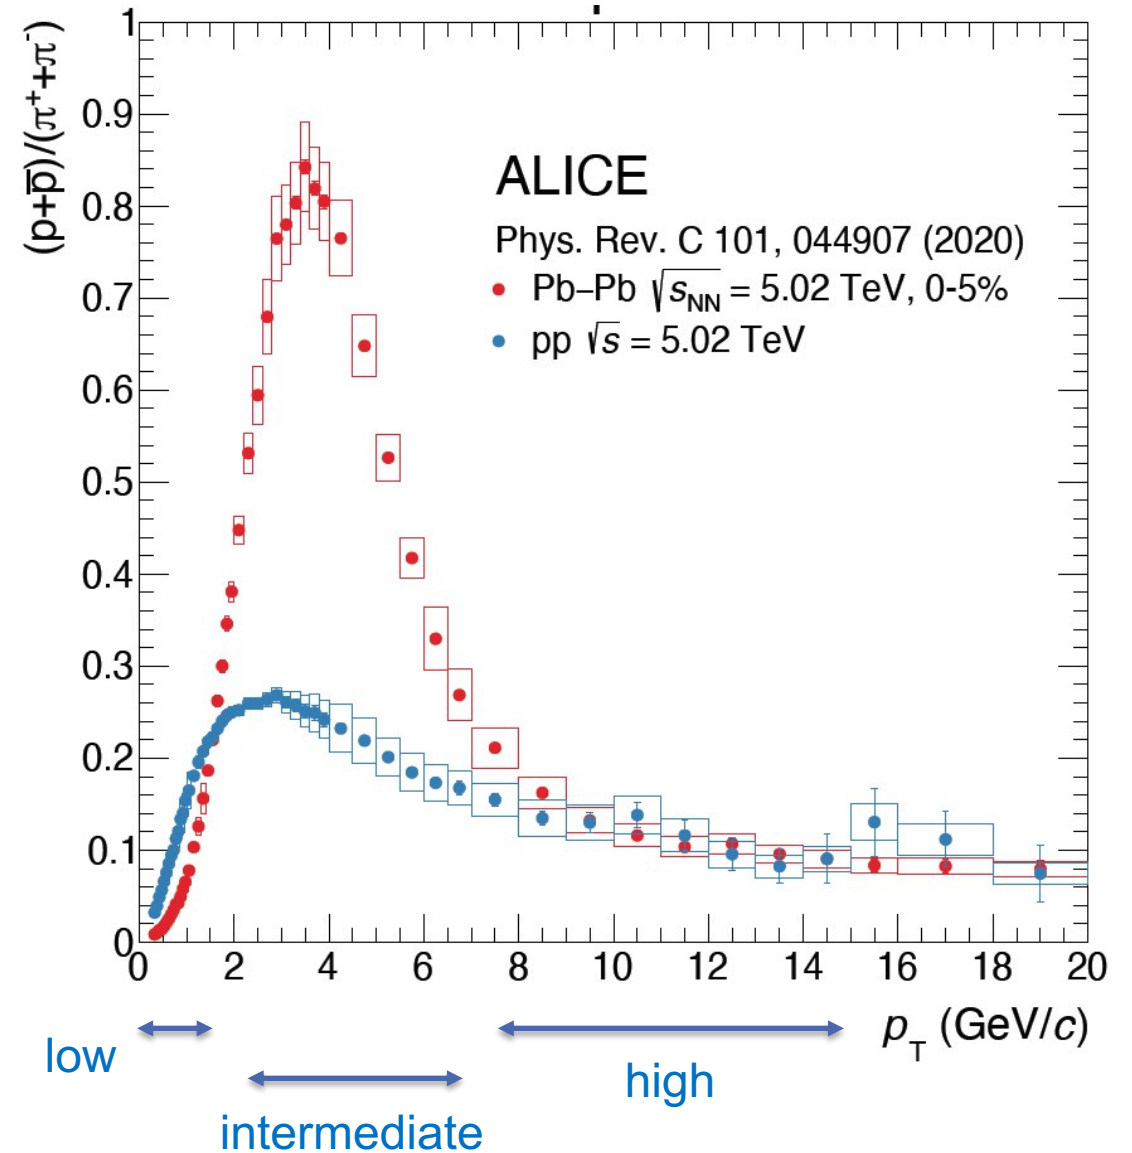 (p+p̅)/(π⁺+π⁻)
1
0.9
0.8
0.7
0.6
0.5
0.4
0.3
0.2
0.1
0
ALICE
Phys. Rev. C 101, 044907 (2020)
Pb–Pb √sNN = 5.02 TeV, 0-5%
pp √s = 5.02 TeV
0 2 4 6 8 10 12 14 16 18 20
pT (GeV/c)
low
intermediate
high